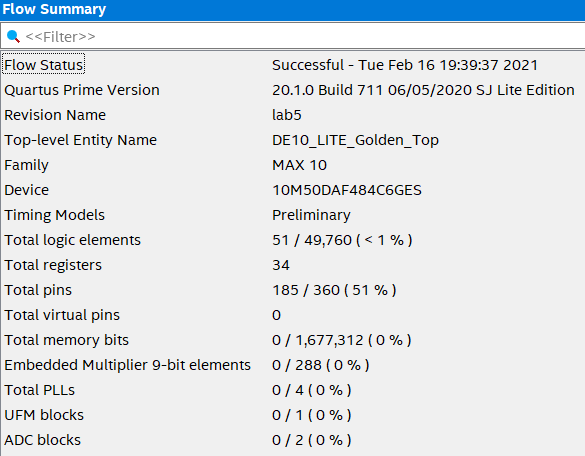 Flow Summary
<<Filter>>
Flow Status Successful - Tue Feb 16 19:39:37 2021
Quartus Prime Version 20.1.0 Build 711 06/05/2020 SJ Lite Edition
Revision Name lab5
Top-level Entity Name DE10_LITE_Golden_Top
Family MAX 10
Device 10M50DAF484C6GES
Timing Models Preliminary
Total logic elements 51 / 49,760 ( < 1 % )
Total registers 34
Total pins 185 / 360 ( 51 % )
Total virtual pins 0
Total memory bits 0 / 1,677,312 ( 0 % )
Embedded Multiplier 9-bit elements 0 / 288 ( 0 % )
Total PLLs 0 / 4 ( 0 % )
UFM blocks 0 / 1 ( 0 % )
ADC blocks 0 / 2 ( 0 % )